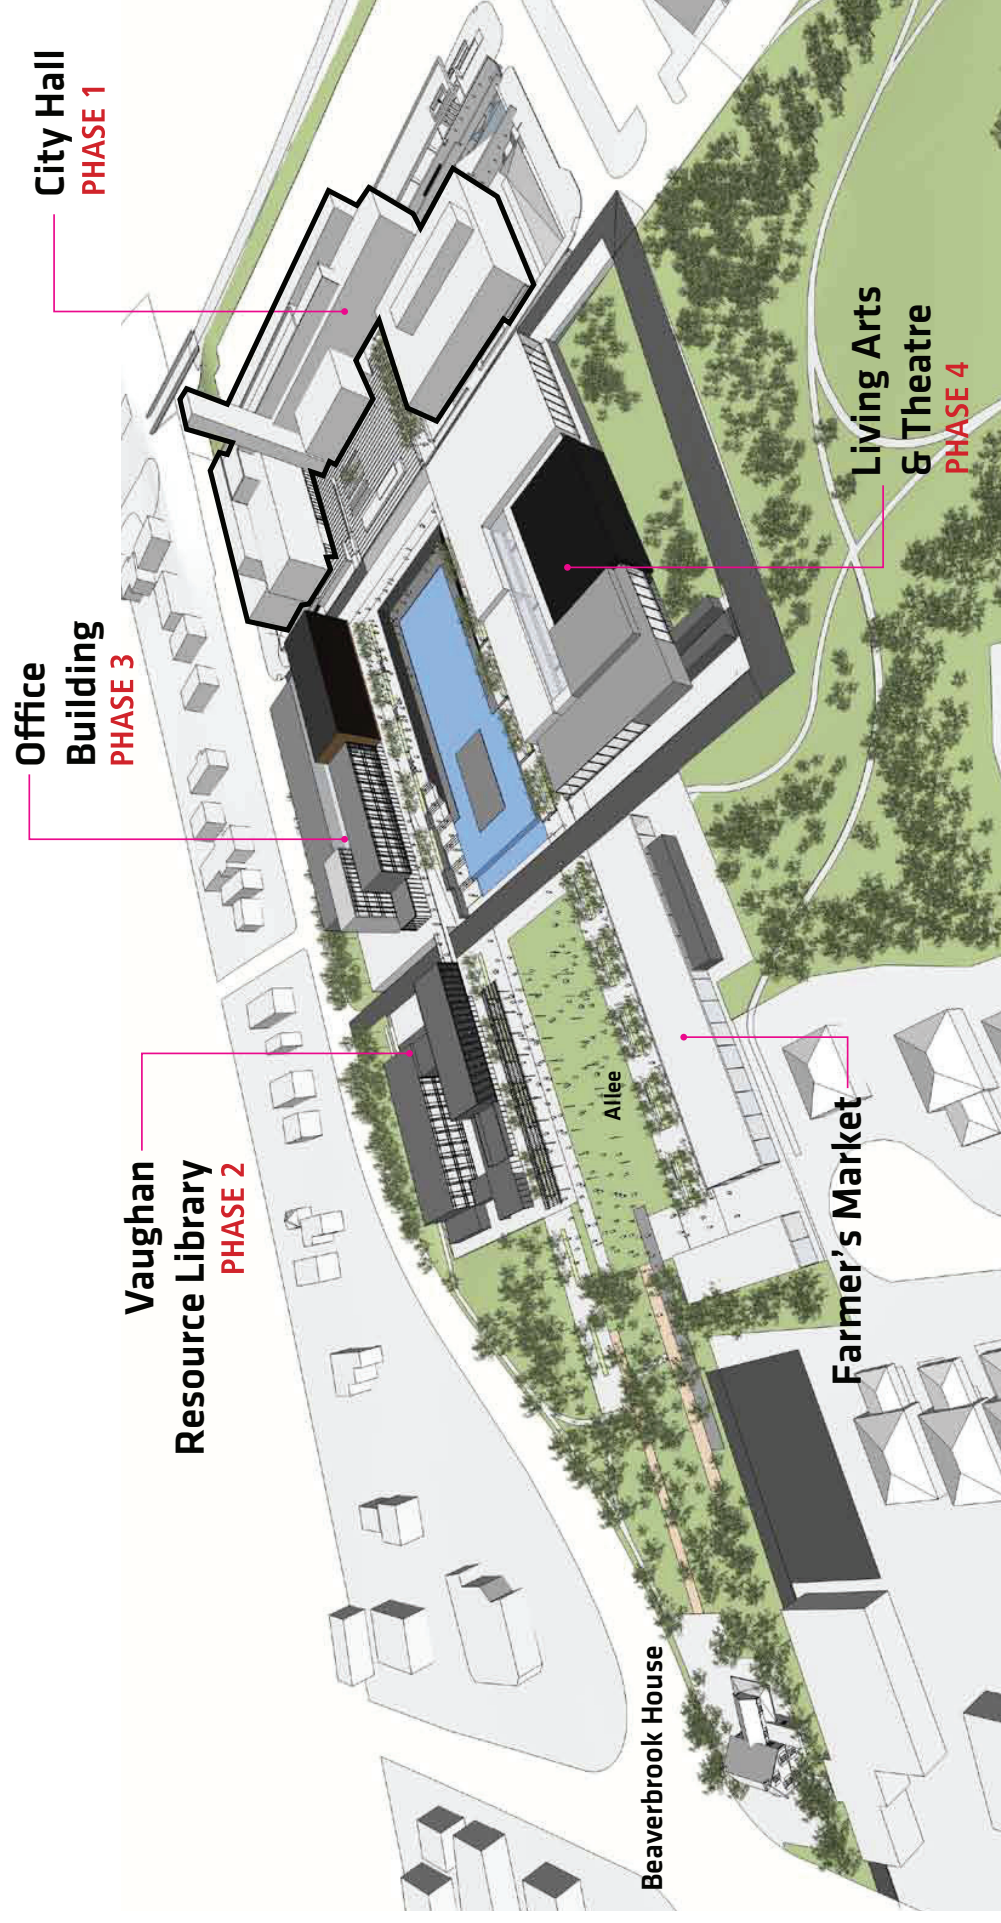 City Hall
PHASE 1
Office
Building
PHASE 3
Vaughan
Resource Library
PHASE 2
Living Arts
& Theatre
PHASE 4
Allee
Farmer's Market
Beaverbrook House